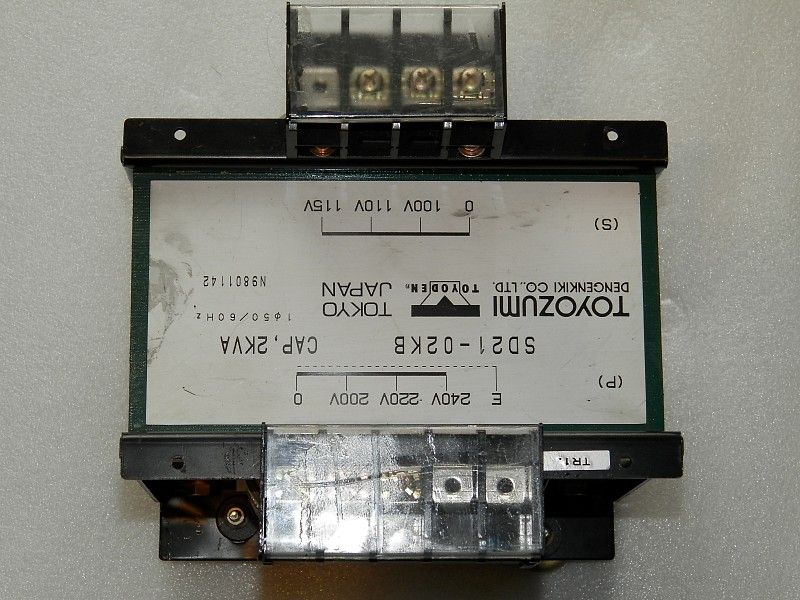 (P)
E 240V 220V 200V 0
SD21-02KB CAP, 2KVA
1φ50/60Hz
TOYOZUMI
DENGENKIKI CO.,LTD.
TOYODEN
TOKYO
JAPAN
N9801142
(S)
0 100V 110V 115V
TR1.